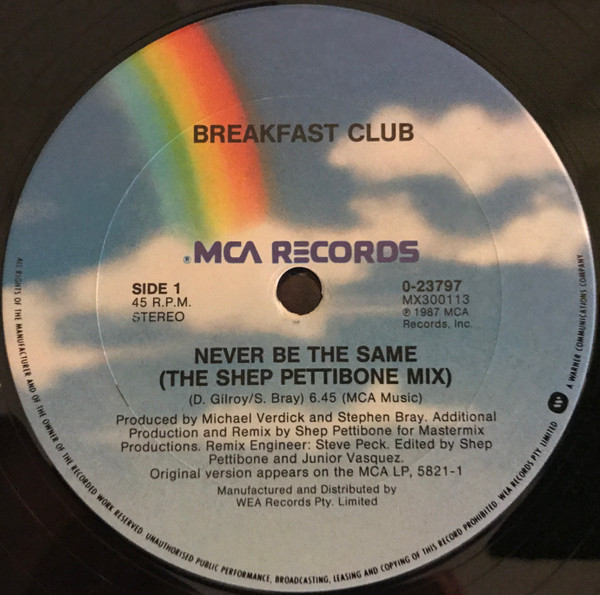 BREAKFAST CLUB
®MCA RECORDS
SIDE 1
45 R.P.M.
STEREO
0-23797
MX300113
℗ 1987 MCA
Records, Inc.
NEVER BE THE SAME
(THE SHEP PETTIBONE MIX)
(D. Gilroy/S. Bray) 6.45 (MCA Music)
Produced by Michael Verdick and Stephen Bray. Additional
Production and Remix by Shep Pettibone for Mastermix
Productions. Remix Engineer: Steve Peck. Edited by Shep
Pettibone and Junior Vasquez.
Original version appears on the MCA LP, 5821-1
Manufactured and Distributed by
WEA Records Pty. Limited
ALL RIGHTS OF THE MANUFACTURER AND OF THE OWNER OF THE RECORDED WORK RESERVED. UNAUTHORISED PUBLIC PERFORMANCE, BROADCASTING, LEASING AND COPYING OF THIS RECORD PROHIBITED. WEA RECORDS PTY. LIMITED
A WARNER COMMUNICATIONS COMPANY.